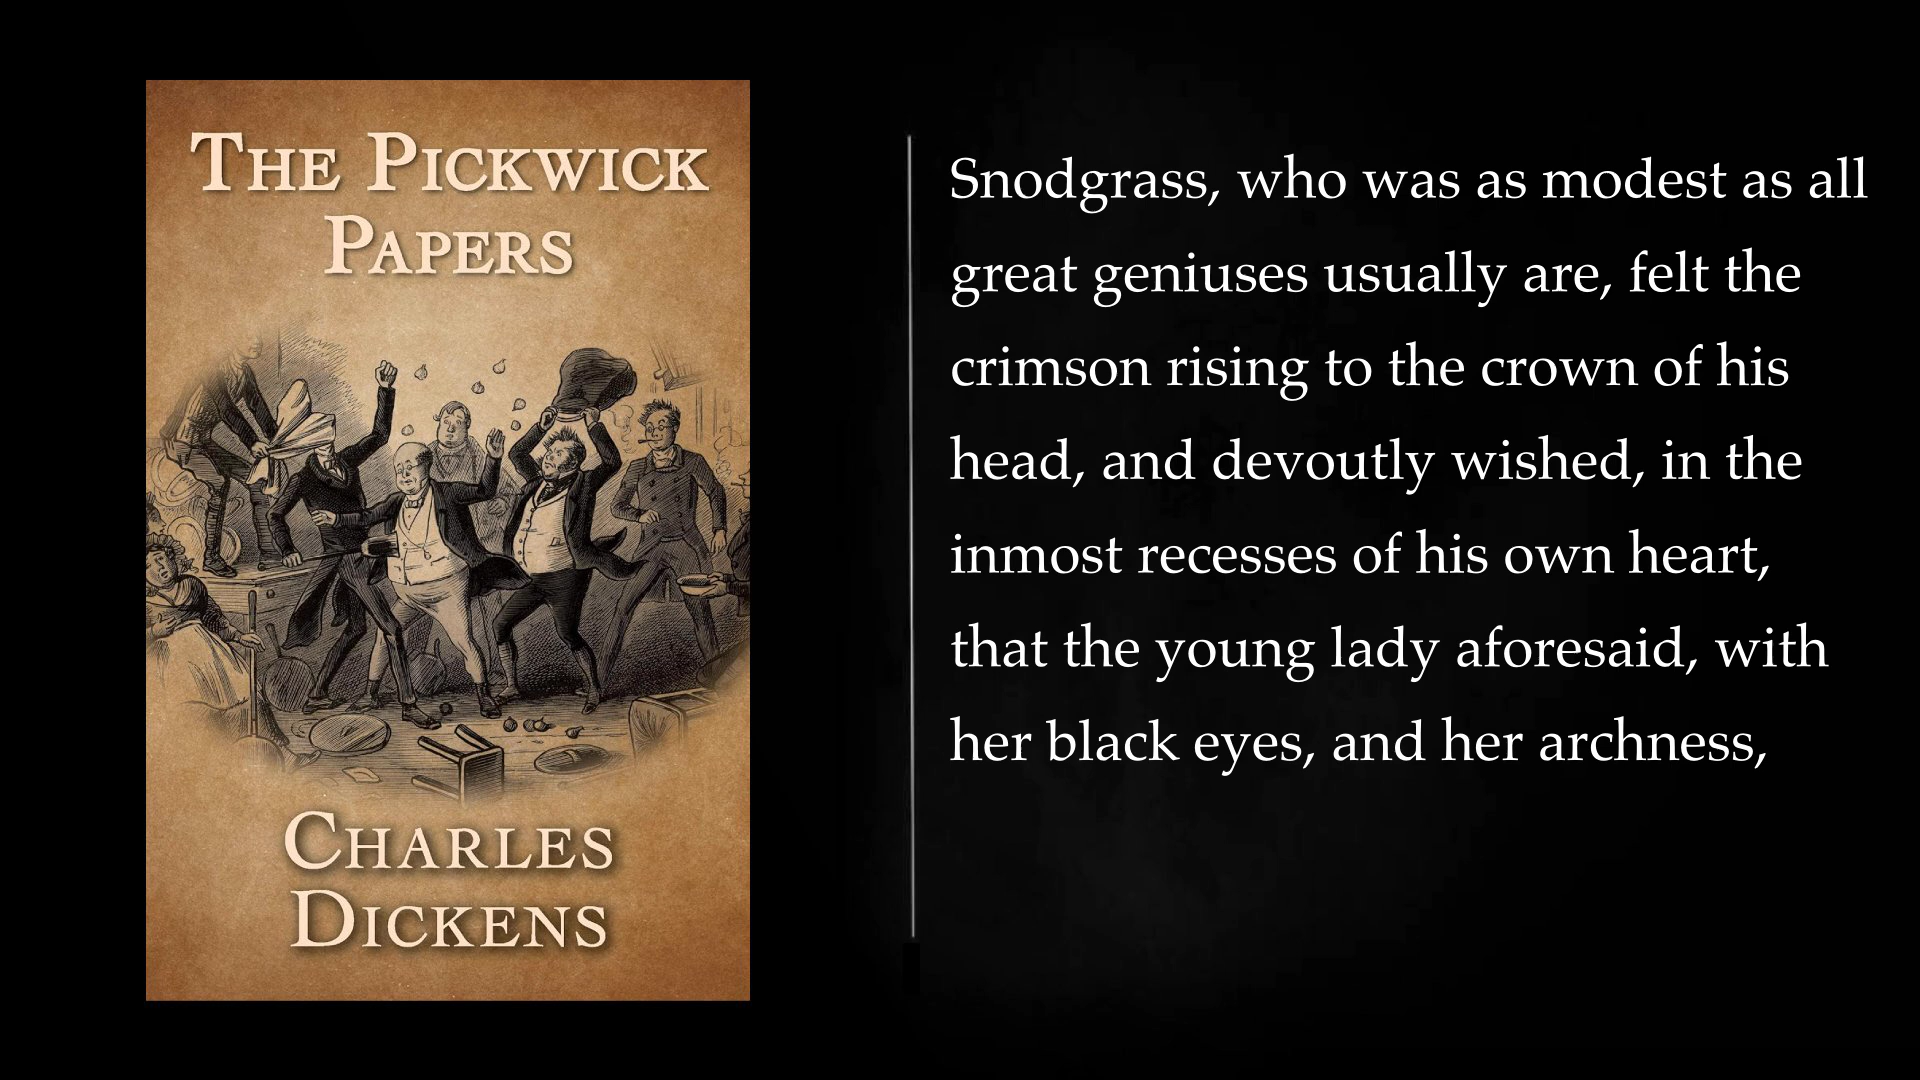 The Pickwick
Papers
Charles
Dickens
Snodgrass, who was as modest as all
great geniuses usually are, felt the
crimson rising to the crown of his
head, and devoutly wished, in the
inmost recesses of his own heart,
that the young lady aforesaid, with
her black eyes, and her archness,